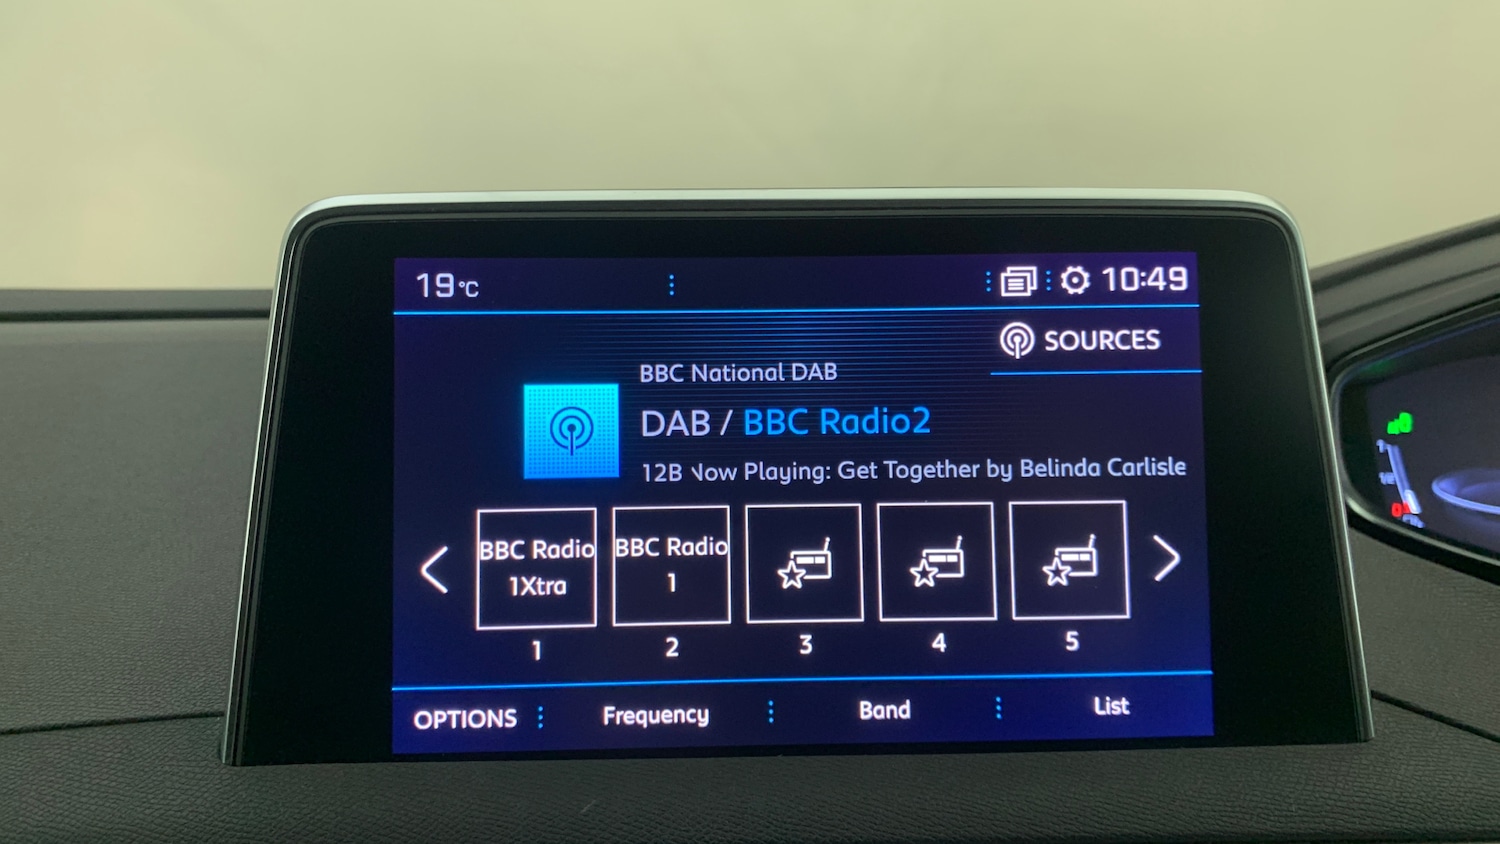 19°C
10:49
SOURCES
BBC National DAB
DAB / BBC Radio2
12B Now Playing: Get Together by Belinda Carlisle
BBC Radio
1Xtra
BBC Radio
1
1
2
3
4
5
OPTIONS
Frequency
Band
List